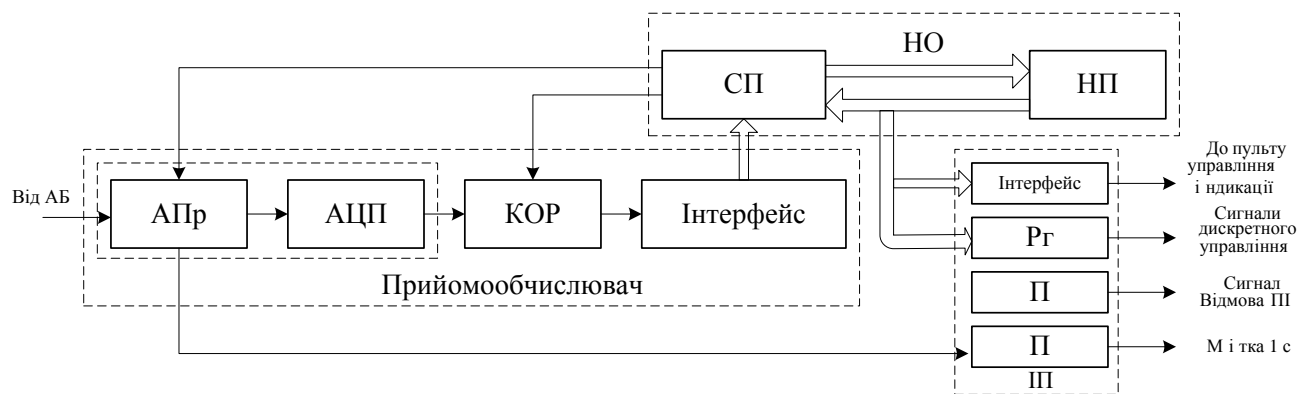 НО
СП
НП
Від АБ
АПр
АЦП
КОР
Інтерфейс
Прийомообчислювач
Інтерфейс
До пульту
управління
і ндикації
Рг
Сигнали
дискретного
управління
П
Сигнал
Відмова ПІ
П
М і тка 1 с
ІП